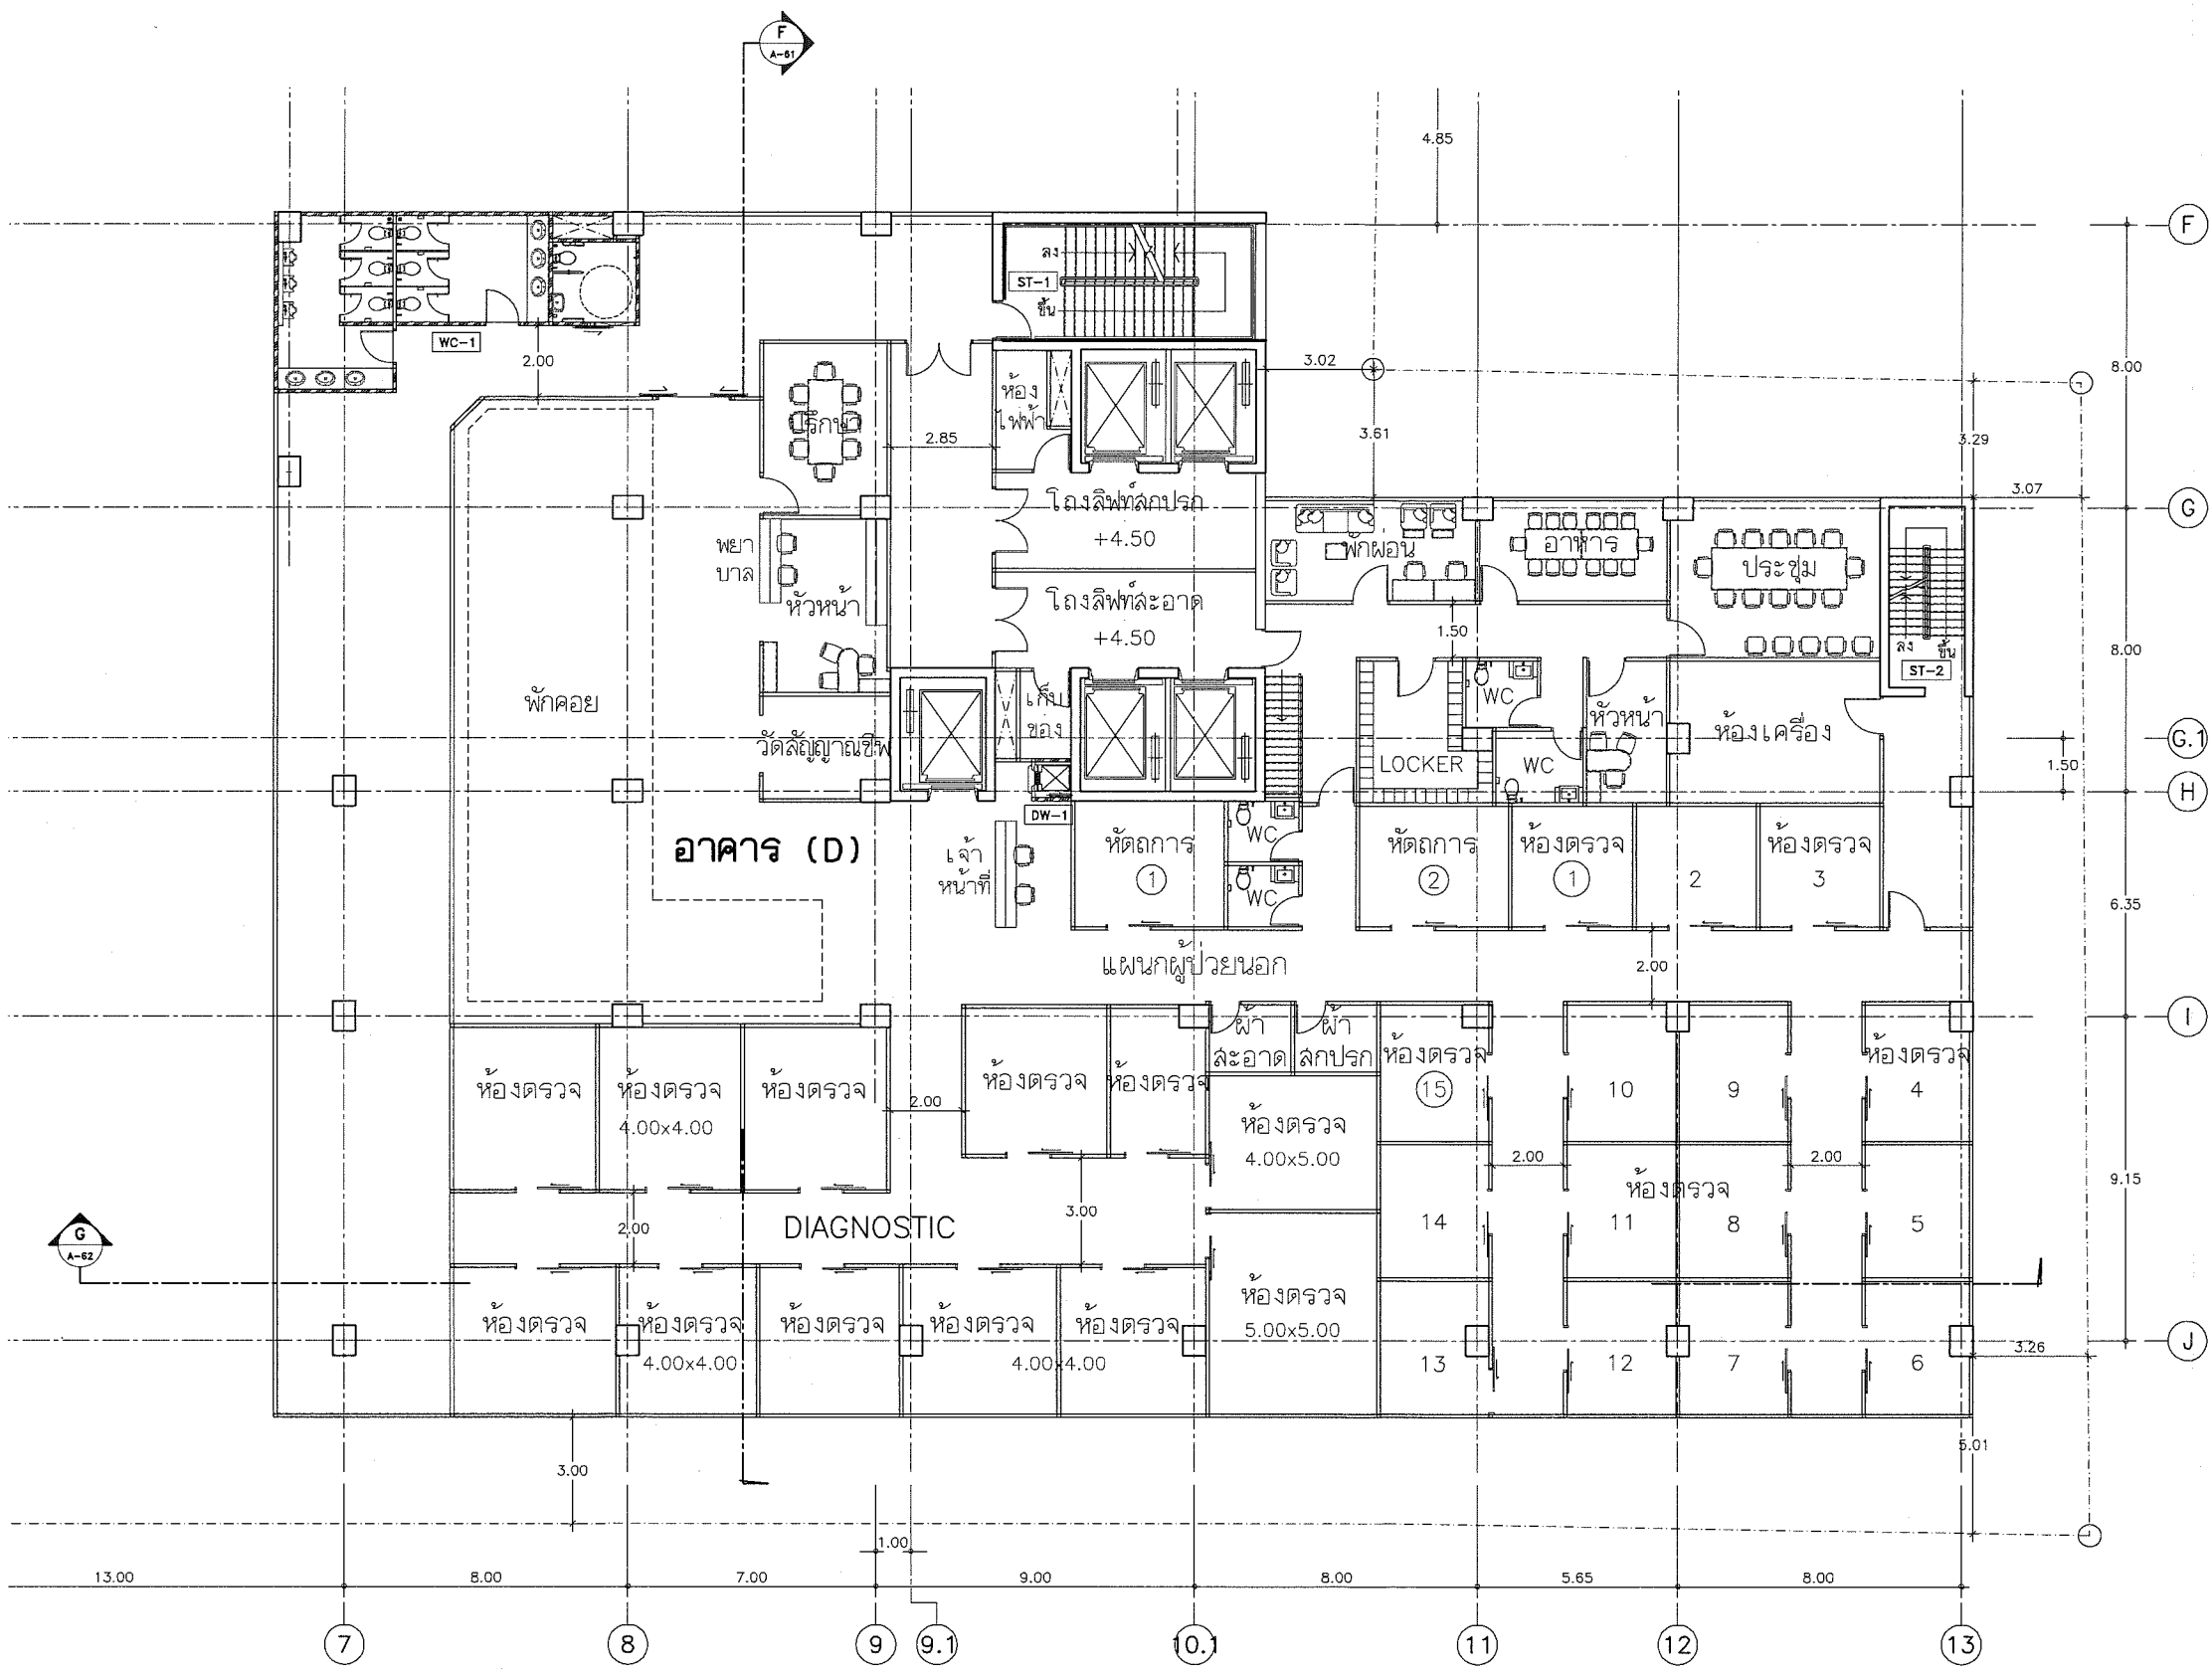 F
A-61
4.85
F
ลง
ST-1
ขึ้น
WC-1
2.00
3.02
8.00
ห้อง
ไฟฟ้า
2.85
3.61
3.29
3.07
โถงลิฟท์สกปรก
+4.50
G
พยา
บาล
พักผ่อน
อาหาร
ประชุม
หัวหน้า
โถงลิฟท์สะอาด
+4.50
1.50
ลง
ขึ้น
ST-2
8.00
พักคอย
เก็บ
ของ
WC
หัวหน้า
ห้องเครื่อง
วัดสัญญาณชีพ
LOCKER
WC
G.1
1.50
H
DW-1
อาคาร (D)
เจ้า
หน้าที่
หัตถการ
1
WC
WC
หัตถการ
2
ห้องตรวจ
1
2
ห้องตรวจ
3
6.35
แผนกผู้ป่วยนอก
2.00
I
ผ้า
สะอาด
ผ้า
สกปรก
ห้องตรวจ
15
10
9
ห้องตรวจ
4
ห้องตรวจ
ห้องตรวจ
4.00x4.00
ห้องตรวจ
2.00
ห้องตรวจ
ห้องตรวจ
ห้องตรวจ
4.00x5.00
2.00
2.00
ห้องตรวจ
9.15
14
11
8
5
G
A-62
2.00
DIAGNOSTIC
3.00
ห้องตรวจ
ห้องตรวจ
4.00x4.00
ห้องตรวจ
ห้องตรวจ
ห้องตรวจ
4.00x4.00
ห้องตรวจ
5.00x5.00
13
12
7
6
3.26
J
5.01
3.00
1.00
13.00
8.00
7.00
9.00
8.00
5.65
8.00
7
8
9
9.1
10.1
11
12
13